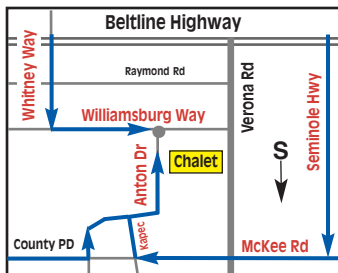 Beltline Highway
Whitney Way
Raymond Rd
Williamsburg Way
Verona Rd
Seminole Hwy
Anton Dr
Chalet
S
County PD
Kapec
McKee Rd